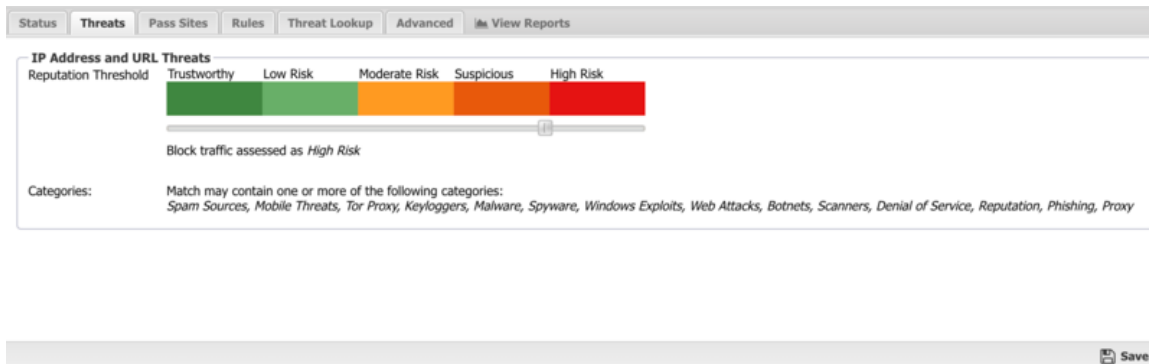 Status Threats Pass Sites Rules Threat Lookup Advanced View Reports
IP Address and URL Threats
Reputation Threshold Trustworthy Low Risk Moderate Risk Suspicious High Risk
Block traffic assessed as High Risk
Categories: Match may contain one or more of the following categories:
Spam Sources, Mobile Threats, Tor Proxy, Keyloggers, Malware, Spyware, Windows Exploits, Web Attacks, Botnets, Scanners, Denial of Service, Reputation, Phishing, Proxy
Save